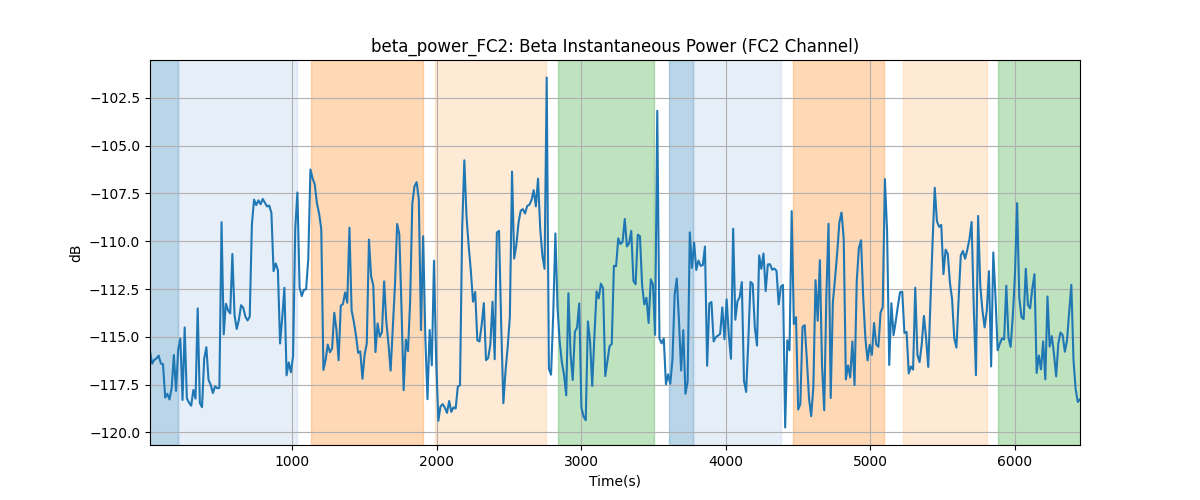 beta_power_FC2: Beta Instantaneous Power (FC2 Channel)
dB
−102.5
−105.0
−107.5
−110.0
−112.5
−115.0
−117.5
−120.0
1000 2000 3000 4000 5000 6000
Time(s)